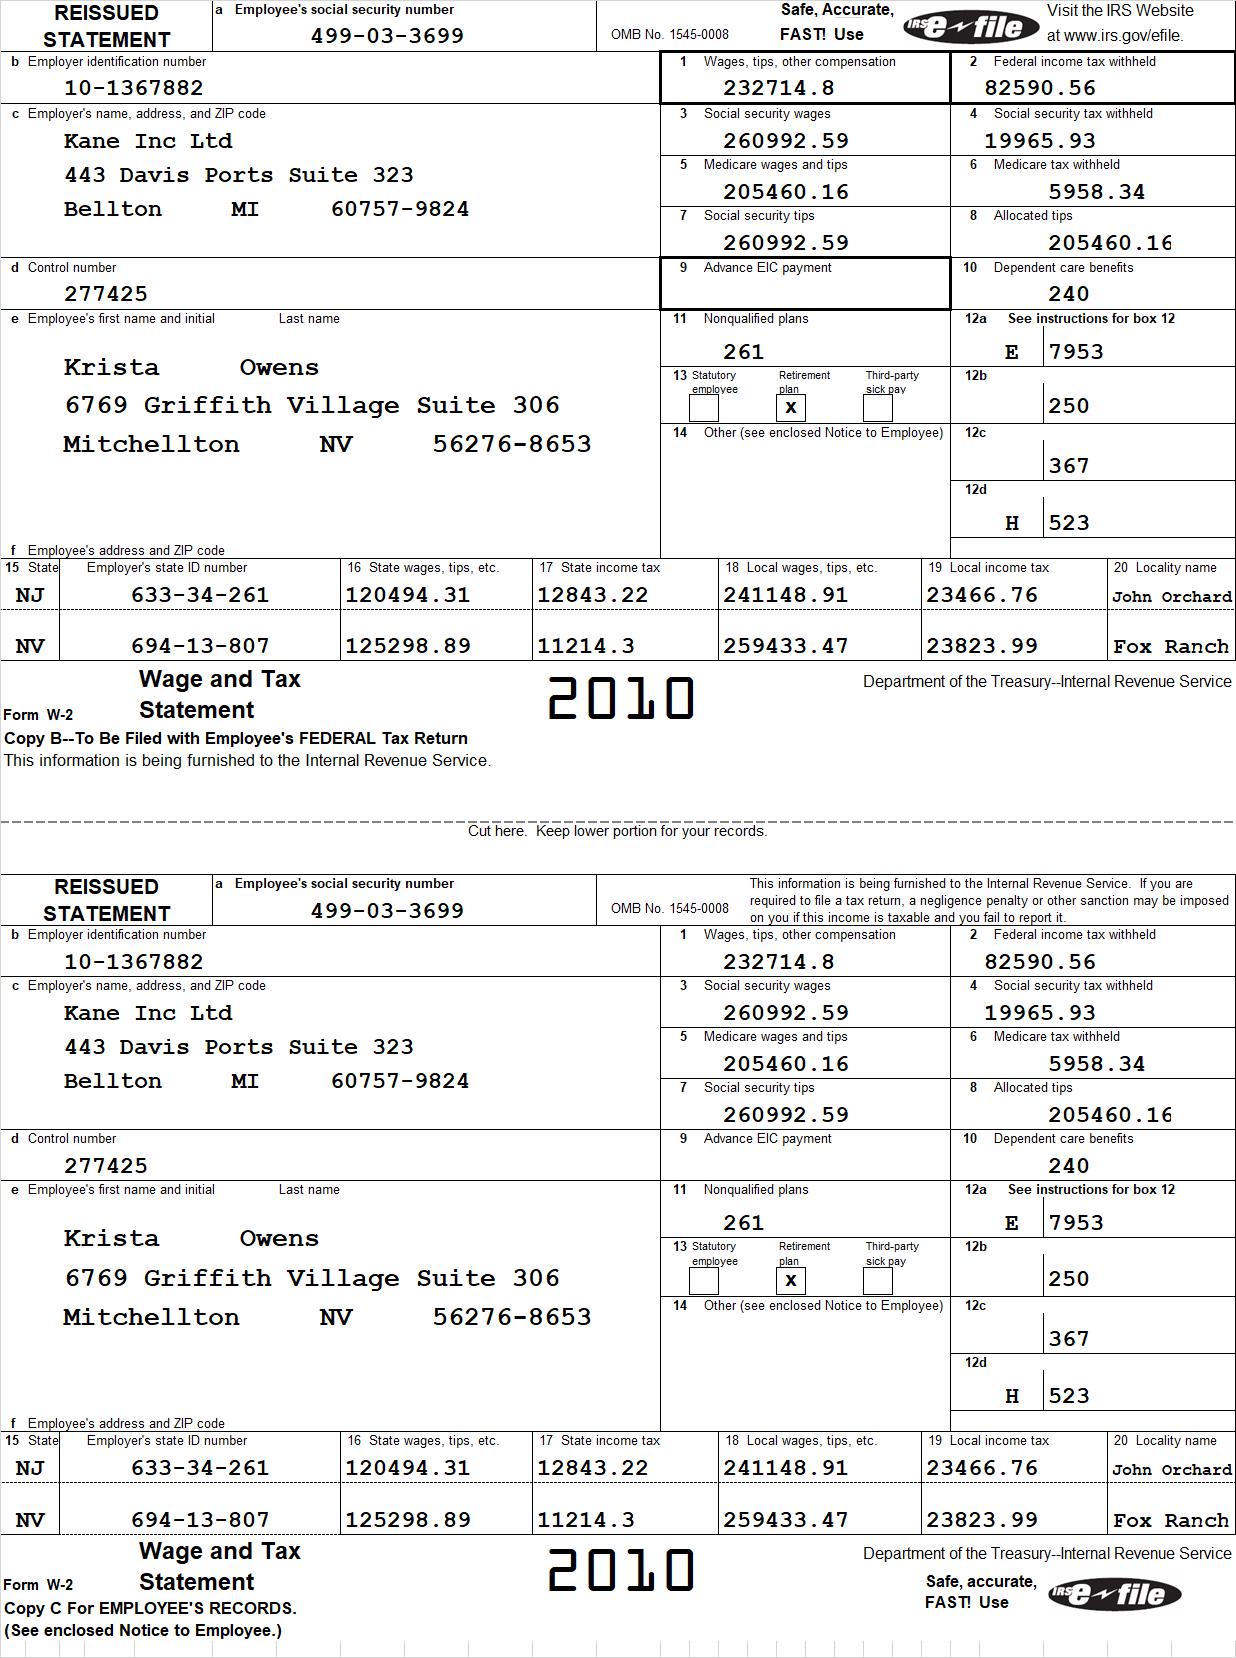 REISSUED STATEMENT
a Employee's social security number
499-03-3699
OMB No. 1545-0008
Safe, Accurate, FAST! Use
IRS e-file
Visit the IRS Website at www.irs.gov/efile.
b Employer identification number
10-1367882
1 Wages, tips, other compensation
232714.8
2 Federal income tax withheld
82590.56
c Employer's name, address, and ZIP code
Kane Inc Ltd
443 Davis Ports Suite 323
Bellton MI 60757-9824
3 Social security wages
260992.59
4 Social security tax withheld
19965.93
5 Medicare wages and tips
205460.16
6 Medicare tax withheld
5958.34
7 Social security tips
260992.59
8 Allocated tips
205460.16
d Control number
277425
9 Advance EIC payment
10 Dependent care benefits
240
e Employee's first name and initial Last name
Krista Owens
6769 Griffith Village Suite 306
Mitchellton NV 56276-8653
f Employee's address and ZIP code
11 Nonqualified plans
261
12a See instructions for box 12
E 7953
13 Statutory employee
Retirement plan
X
Third-party sick pay
12b
250
14 Other (see enclosed Notice to Employee)
12c
367
12d
H 523
15 State Employer's state ID number 16 State wages, tips, etc. 17 State income tax 18 Local wages, tips, etc. 19 Local income tax 20 Locality name
NJ 633-34-261 120494.31 12843.22 241148.91 23466.76 John Orchard
NV 694-13-807 125298.89 11214.3 259433.47 23823.99 Fox Ranch
Form W-2
Wage and Tax Statement
2010
Department of the Treasury--Internal Revenue Service
Copy B--To Be Filed with Employee's FEDERAL Tax Return
This information is being furnished to the Internal Revenue Service.
Cut here. Keep lower portion for your records.
REISSUED STATEMENT
a Employee's social security number
499-03-3699
OMB No. 1545-0008
This information is being furnished to the Internal Revenue Service. If you are
required to file a tax return, a negligence penalty or other sanction may be imposed
on you if this income is taxable and you fail to report it.
b Employer identification number
10-1367882
1 Wages, tips, other compensation
232714.8
2 Federal income tax withheld
82590.56
c Employer's name, address, and ZIP code
Kane Inc Ltd
443 Davis Ports Suite 323
Bellton MI 60757-9824
3 Social security wages
260992.59
4 Social security tax withheld
19965.93
5 Medicare wages and tips
205460.16
6 Medicare tax withheld
5958.34
7 Social security tips
260992.59
8 Allocated tips
205460.16
d Control number
277425
9 Advance EIC payment
10 Dependent care benefits
240
e Employee's first name and initial Last name
Krista Owens
6769 Griffith Village Suite 306
Mitchellton NV 56276-8653
f Employee's address and ZIP code
11 Nonqualified plans
261
12a See instructions for box 12
E 7953
13 Statutory employee
Retirement plan
X
Third-party sick pay
12b
250
14 Other (see enclosed Notice to Employee)
12c
367
12d
H 523
15 State Employer's state ID number 16 State wages, tips, etc. 17 State income tax 18 Local wages, tips, etc. 19 Local income tax 20 Locality name
NJ 633-34-261 120494.31 12843.22 241148.91 23466.76 John Orchard
NV 694-13-807 125298.89 11214.3 259433.47 23823.99 Fox Ranch
Form W-2
Wage and Tax Statement
2010
Department of the Treasury--Internal Revenue Service
Safe, accurate, FAST! Use
IRS e-file
Copy C For EMPLOYEE'S RECORDS.
(See enclosed Notice to Employee.)